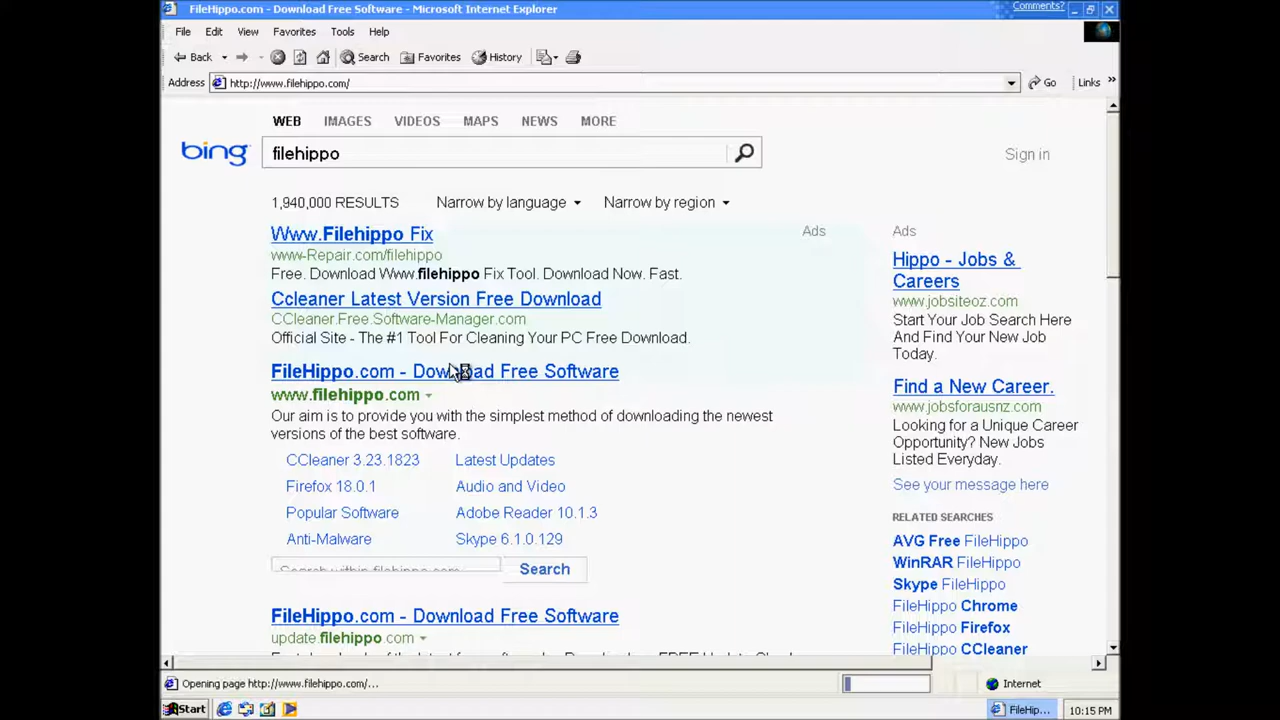 FileHippo.com - Download Free Software - Microsoft Internet Explorer
Comments?
File Edit View Favorites Tools Help
Back Search Favorites History
Address http://www.filehippo.com/ Go Links »
WEB IMAGES VIDEOS MAPS NEWS MORE
bing filehippo Sign in
1,940,000 RESULTS Narrow by language Narrow by region
Www.Filehippo Fix
www-Repair.com/filehippo
Free. Download Www.filehippo Fix Tool. Download Now. Fast.
Ads
Ccleaner Latest Version Free Download
CCleaner.Free.Software-Manager.com
Official Site - The #1 Tool For Cleaning Your PC Free Download.
FileHippo.com - Download Free Software
www.filehippo.com
Our aim is to provide you with the simplest method of downloading the newest
versions of the best software.
CCleaner 3.23.1823 Latest Updates
Firefox 18.0.1 Audio and Video
Popular Software Adobe Reader 10.1.3
Anti-Malware Skype 6.1.0.129
Search within filehippo.com Search
FileHippo.com - Download Free Software
update.filehippo.com
Ads
Hippo - Jobs &
Careers
www.jobsiteoz.com
Start Your Job Search Here
And Find Your New Job
Today.
Find a New Career.
www.jobsforausnz.com
Looking for a Unique Career
Opportunity? New Jobs
Listed Everyday.
See your message here
RELATED SEARCHES
AVG Free FileHippo
WinRAR FileHippo
Skype FileHippo
FileHippo Chrome
FileHippo Firefox
FileHippo CCleaner
Opening page http://www.filehippo.com/... Internet
Start FileHip... 10:15 PM